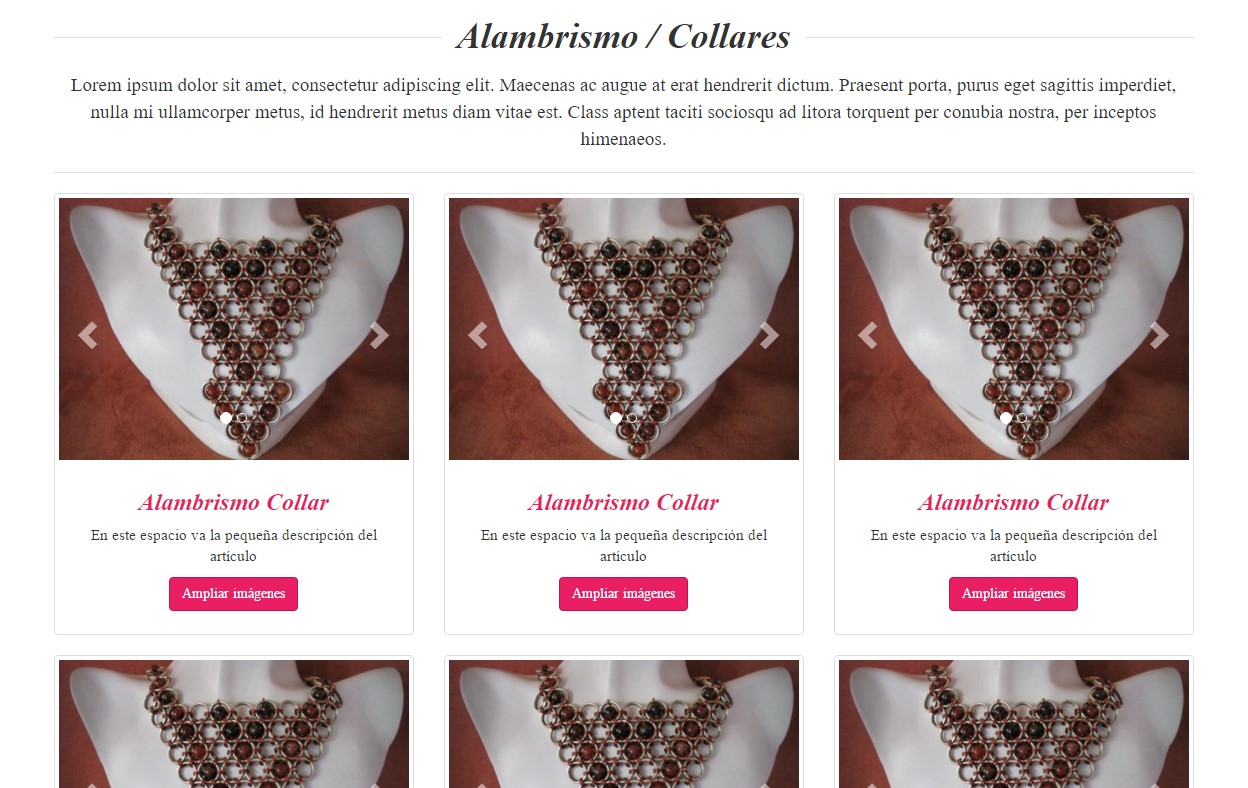 Alambrismo / Collares
Lorem ipsum dolor sit amet, consectetur adipiscing elit. Maecenas ac augue at erat hendrerit dictum. Praesent porta, purus eget sagittis imperdiet,
nulla mi ullamcorper metus, id hendrerit metus diam vitae est. Class aptent taciti sociosqu ad litora torquent per conubia nostra, per inceptos
himenaeos.
Alambrismo Collar
En este espacio va la pequeña descripción del
artículo
Ampliar imágenes
Alambrismo Collar
En este espacio va la pequeña descripción del
artículo
Ampliar imágenes
Alambrismo Collar
En este espacio va la pequeña descripción del
artículo
Ampliar imágenes